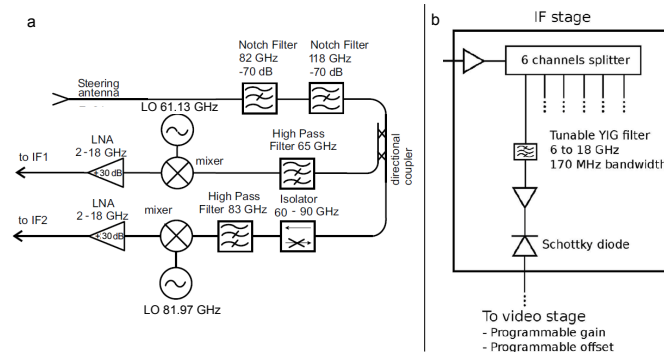 a
Notch Filter
82 GHz
-70 dB
Notch Filter
118 GHz
-70 dB
Steering
antenna
LO 61.13 GHz
LNA
2-18 GHz
High Pass
Filter 65 GHz
directional
coupler
to IF1
+30 dB
mixer
LNA
2-18 GHz
mixer
High Pass
Filter 83 GHz
Isolator
60 - 90 GHz
to IF2
+30dB
LO 81.97 GHz
b
IF stage
6 channels splitter
Tunable YIG filter
6 to 18 GHz
170 MHz bandwidth
Schottky diode
To video stage
- Programmable gain
- Programmable offset